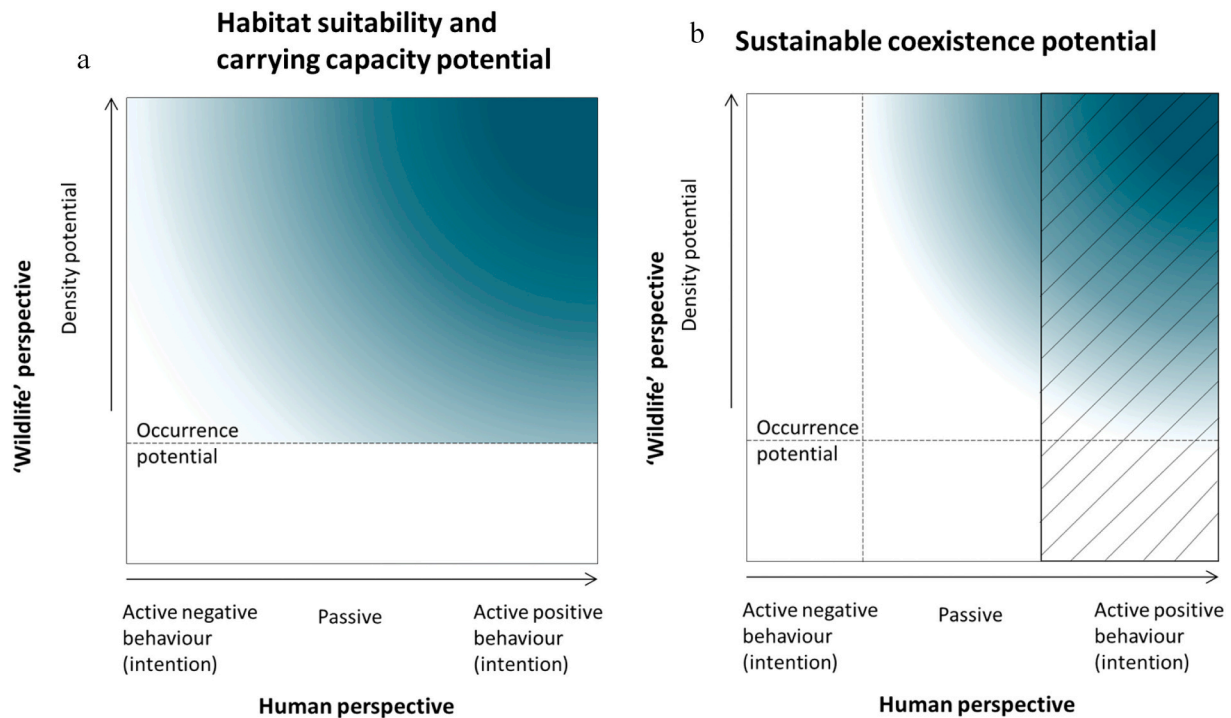 a
Habitat suitability and
carrying capacity potential
'Wildlife' perspective
Density potential
Occurrence
potential
Active negative
behaviour
(intention)
Passive
Active positive
behaviour
(intention)
Human perspective
b
Sustainable coexistence potential
'Wildlife' perspective
Density potential
Occurrence
potential
Active negative
behaviour
(intention)
Passive
Active positive
behaviour
(intention)
Human perspective